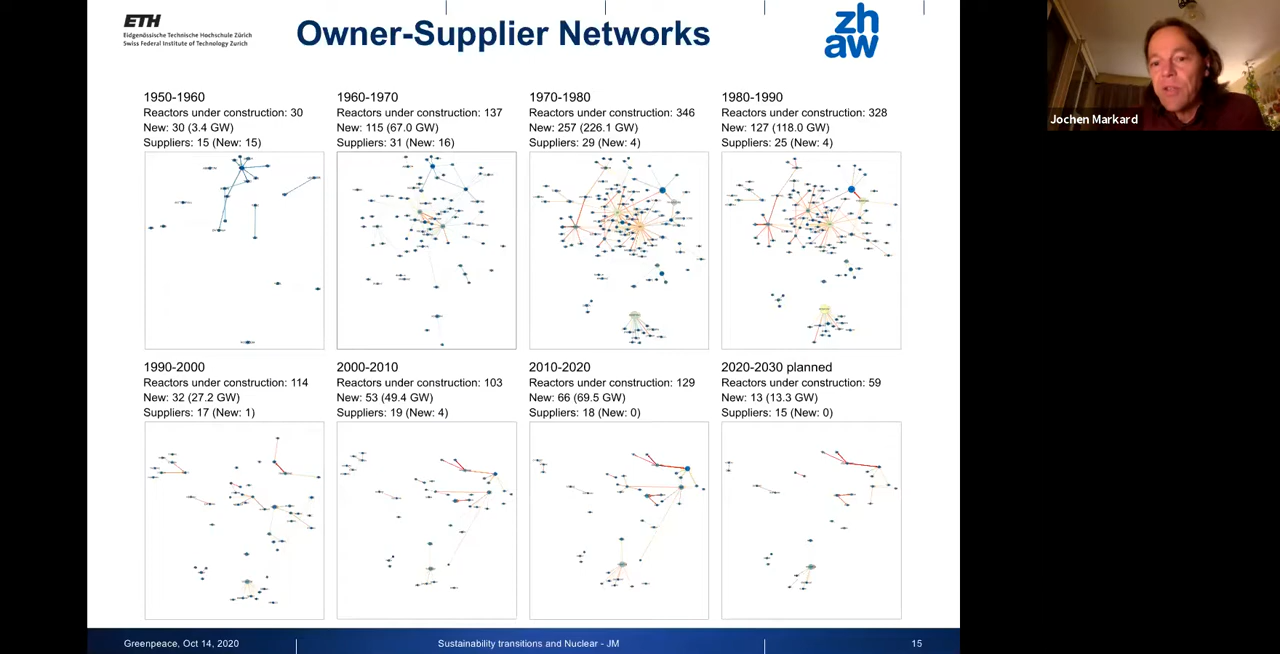 ETH
Eidgenössische Technische Hochschule Zürich
Swiss Federal Institute of Technology Zurich
Owner-Supplier Networks
zh
aw
Jochen Markard
1950-1960
Reactors under construction: 30
New: 30 (3.4 GW)
Suppliers: 15 (New: 15)
1960-1970
Reactors under construction: 137
New: 115 (67.0 GW)
Suppliers: 31 (New: 16)
1970-1980
Reactors under construction: 346
New: 257 (226.1 GW)
Suppliers: 29 (New: 4)
1980-1990
Reactors under construction: 328
New: 127 (118.0 GW)
Suppliers: 25 (New: 4)
1990-2000
Reactors under construction: 114
New: 32 (27.2 GW)
Suppliers: 17 (New: 1)
2000-2010
Reactors under construction: 103
New: 53 (49.4 GW)
Suppliers: 19 (New: 4)
2010-2020
Reactors under construction: 129
New: 66 (69.5 GW)
Suppliers: 18 (New: 0)
2020-2030 planned
Reactors under construction: 59
New: 13 (13.3 GW)
Suppliers: 15 (New: 0)
Greenpeace, Oct 14, 2020
Sustainability transitions and Nuclear - JM
15